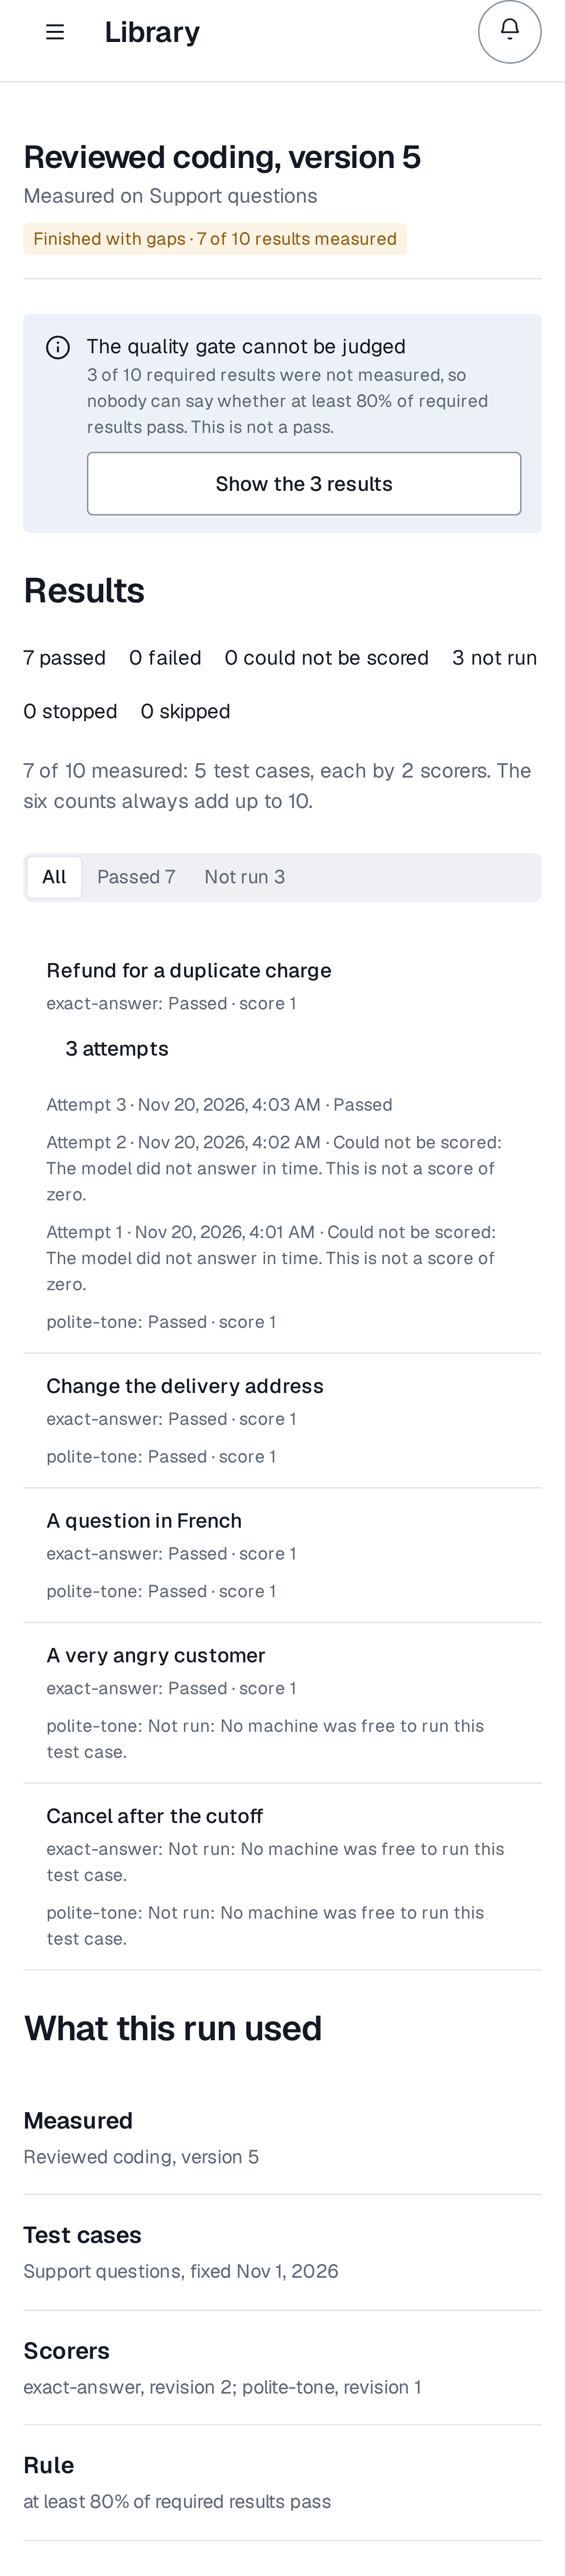 Library
Reviewed coding, version 5
Measured on Support questions
Finished with gaps · 7 of 10 results measured
The quality gate cannot be judged
3 of 10 required results were not measured, so
nobody can say whether at least 80% of required
results pass. This is not a pass.
Show the 3 results
Results
7 passed 0 failed 0 could not be scored 3 not run
0 stopped 0 skipped
7 of 10 measured: 5 test cases, each by 2 scorers. The
six counts always add up to 10.
All Passed 7 Not run 3
Refund for a duplicate charge
exact-answer: Passed · score 1
3 attempts
Attempt 3 · Nov 20, 2026, 4:03 AM · Passed
Attempt 2 · Nov 20, 2026, 4:02 AM · Could not be scored:
The model did not answer in time. This is not a score of
zero.
Attempt 1 · Nov 20, 2026, 4:01 AM · Could not be scored:
The model did not answer in time. This is not a score of
zero.
polite-tone: Passed · score 1
Change the delivery address
exact-answer: Passed · score 1
polite-tone: Passed · score 1
A question in French
exact-answer: Passed · score 1
polite-tone: Passed · score 1
A very angry customer
exact-answer: Passed · score 1
polite-tone: Not run: No machine was free to run this
test case.
Cancel after the cutoff
exact-answer: Not run: No machine was free to run this
test case.
polite-tone: Not run: No machine was free to run this
test case.
What this run used
Measured
Reviewed coding, version 5
Test cases
Support questions, fixed Nov 1, 2026
Scorers
exact-answer, revision 2; polite-tone, revision 1
Rule
at least 80% of required results pass